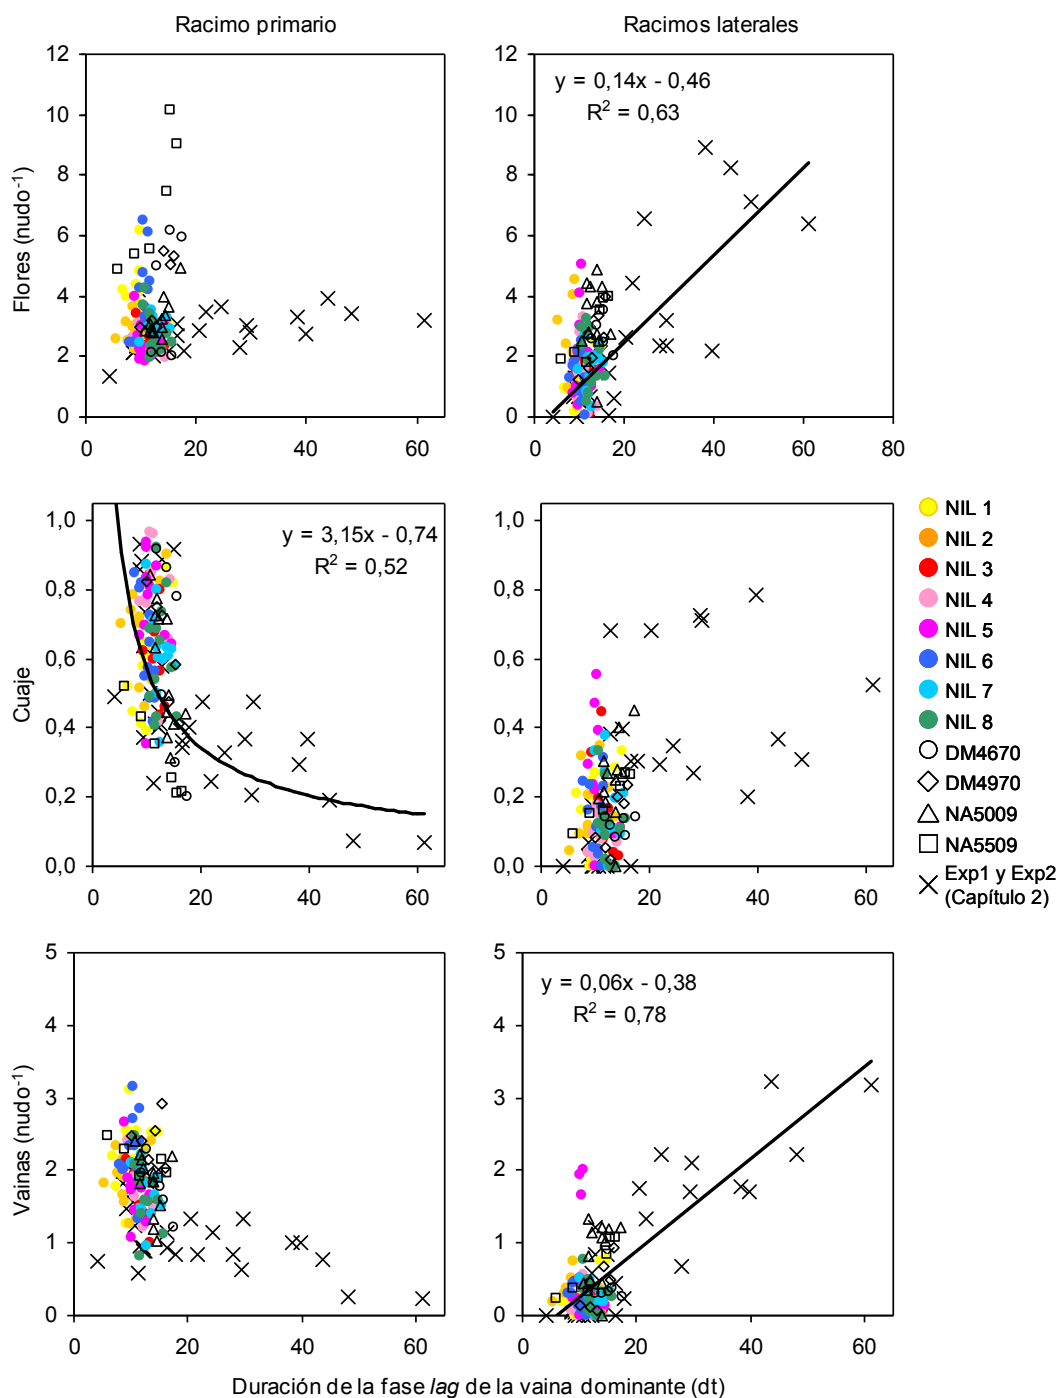 Racimo primario
Racimos laterales
Flores (nudo-1)
12
10
8
6
4
2
0
0 20 40 60
12
10
8
6
4
2
0
0 20 40 60 80
y = 0,14x - 0,46
R2 = 0,63
Cuaje
1,0
0,8
0,6
0,4
0,2
0,0
0 20 40 60
y = 3,15x - 0,74
R2 = 0,52
1,0
0,8
0,6
0,4
0,2
0,0
0 20 40 60
NIL 1
NIL 2
NIL 3
NIL 4
NIL 5
NIL 6
NIL 7
NIL 8
DM4670
DM4970
NA5009
NA5509
Exp1 y Exp2
(Capítulo 2)
Vainas (nudo-1)
5
4
3
2
1
0
0 20 40 60
5
4
3
2
1
0
0 20 40 60
y = 0,06x - 0,38
R2 = 0,78
Duración de la fase lag de la vaina dominante (dt)